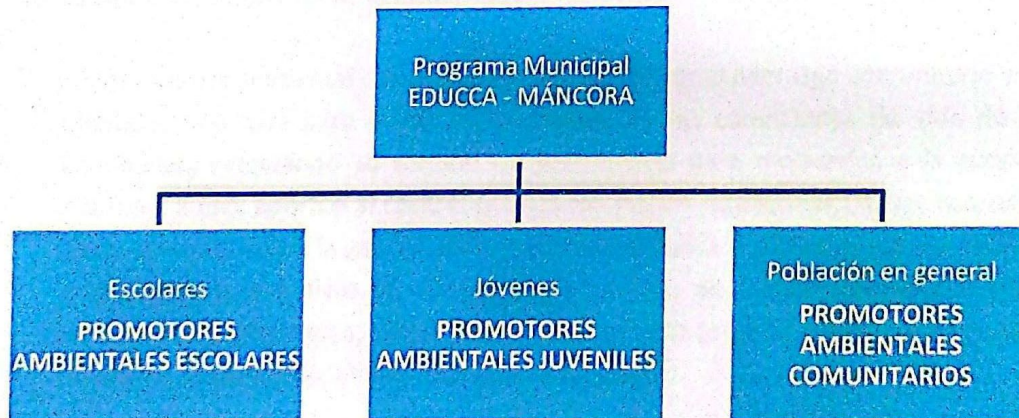 Programa Municipal
EDUCCA - MÁNCORA
Escolares
PROMOTORES
AMBIENTALES ESCOLARES
Jóvenes
PROMOTORES
AMBIENTALES JUVENILES
Población en general
PROMOTORES
AMBIENTALES
COMUNITARIOS